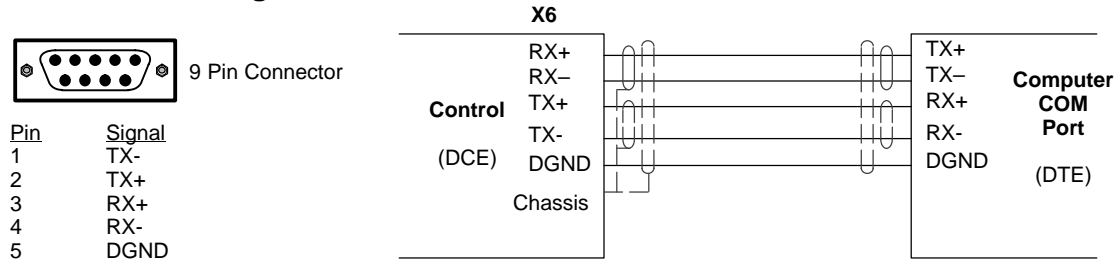 9 Pin Connector
Pin Signal
1 TX-
2 TX+
3 RX+
4 RX-
5 DGND
X6
Control
(DCE)
RX+
RX–
TX+
TX-
DGND
Chassis
TX+
TX–
RX+
RX-
DGND
Computer
COM
Port
(DTE)